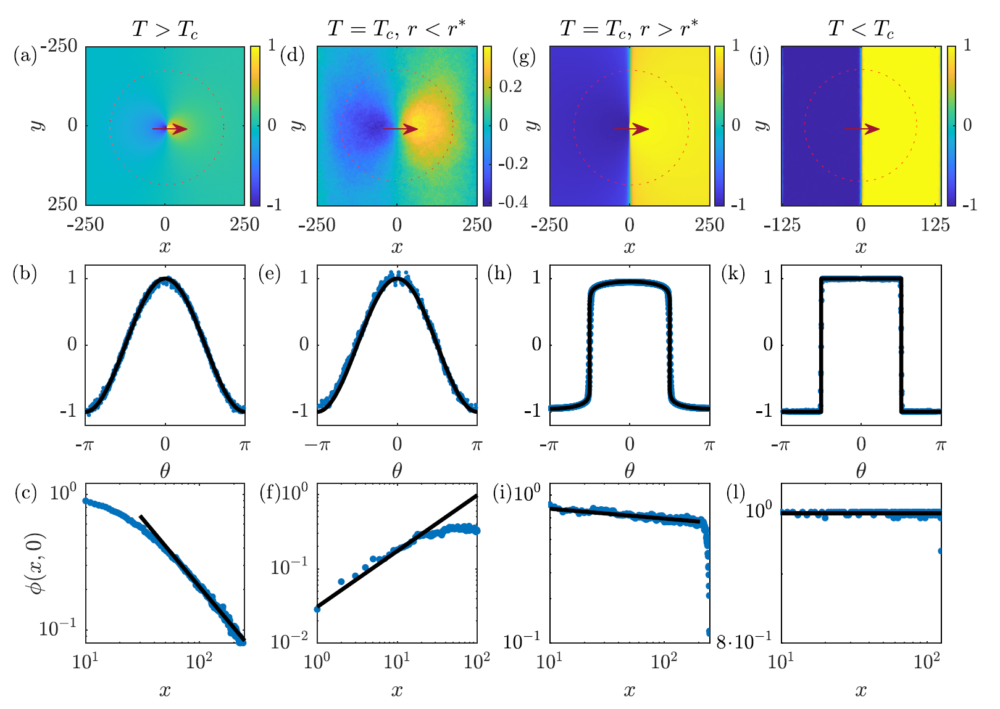 T > T_c
T = T_c, r < r^*
T = T_c, r > r^*
T < T_c
(a) -250 0 250 y
-250 0 250
x
1 0 -1
(d) y
-250 0 250
x
0.2 0 -0.2 -0.4
(g) y
-250 0 250
x
1 0 -1
(j) y
-125 0 125
x
1 0 -1
(b) 1 0 -1
-π 0 π
θ
(e) 1 0 -1
−π 0 π
θ
(h) 1 0 -1
-π 0 π
θ
(k) 1 0 -1
-π 0 π
θ
(c) 10^0 10^{-1} ϕ(x, 0)
10^1 10^2
x
(f) 10^0 10^{-1} 10^{-2}
10^0 10^1 10^2
x
(i) 10^0 10^{-1}
10^1 10^2
x
(l) 10^0 8·10^{-1}
10^1 10^2
x